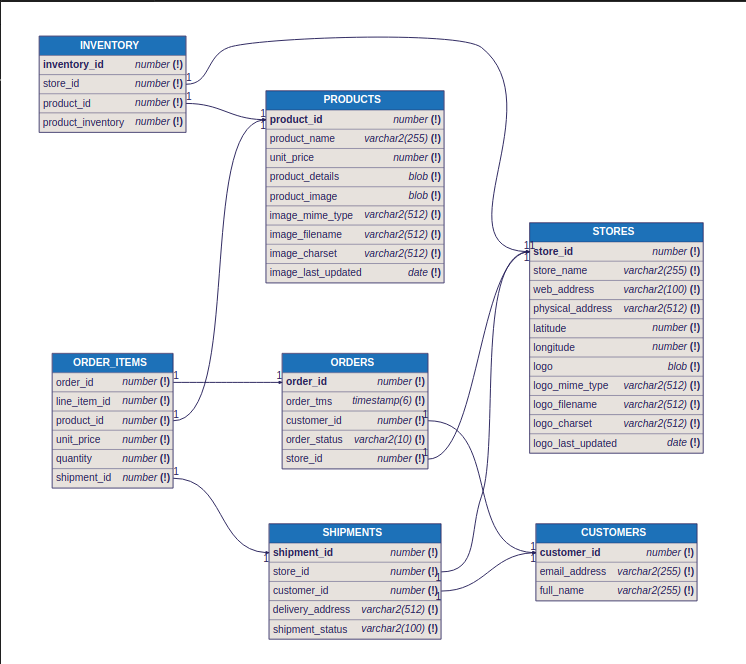 INVENTORY
inventory_id number (!)
store_id number (!)
product_id number (!)
product_inventory number (!)
1
1
PRODUCTS
product_id number (!)
product_name varchar2(255) (!)
unit_price number (!)
product_details blob (!)
product_image blob (!)
image_mime_type varchar2(512) (!)
image_filename varchar2(512) (!)
image_charset varchar2(512) (!)
image_last_updated date (!)
1
1
STORES
store_id number (!)
store_name varchar2(255) (!)
web_address varchar2(100) (!)
physical_address varchar2(512) (!)
latitude number (!)
longitude number (!)
logo blob (!)
logo_mime_type varchar2(512) (!)
logo_filename varchar2(512) (!)
logo_charset varchar2(512) (!)
logo_last_updated date (!)
1
1
1
ORDER_ITEMS
order_id number (!)
line_item_id number (!)
product_id number (!)
unit_price number (!)
quantity number (!)
shipment_id number (!)
1
1
1
ORDERS
order_id number (!)
order_tms timestamp(6) (!)
customer_id number (!)
order_status varchar2(10) (!)
store_id number (!)
1
1
1
SHIPMENTS
shipment_id number (!)
store_id number (!)
customer_id number (!)
delivery_address varchar2(512) (!)
shipment_status varchar2(100) (!)
1
1
1
CUSTOMERS
customer_id number (!)
email_address varchar2(255) (!)
full_name varchar2(255) (!)
1
1